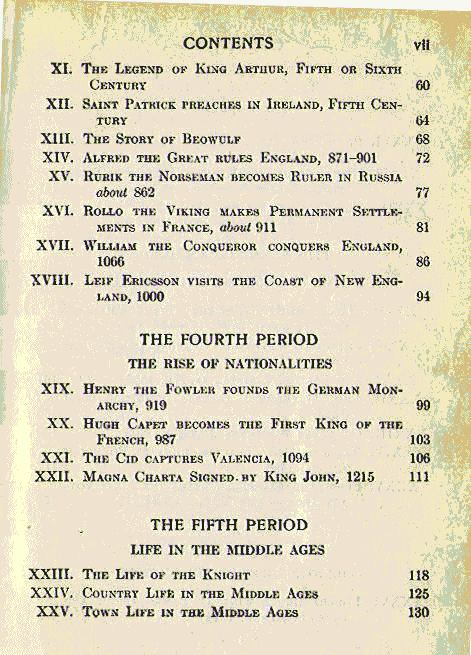 CONTENTS vii
XI. The Legend of King Arthur, Fifth or Sixth
Century 60
XII. Saint Patrick preaches in Ireland, Fifth Cen-
tury 64
XIII. The Story of Beowulf 68
XIV. Alfred the Great rules England, 871-901 72
XV. Rurik the Norseman becomes Ruler in Russia
about 862 77
XVI. Rollo the Viking makes Permanent Settle-
ments in France, about 911 81
XVII. William the Conqueror conquers England,
1066 86
XVIII. Leif Ericsson visits the Coast of New Eng-
land, 1000 94
THE FOURTH PERIOD
THE RISE OF NATIONALITIES
XIX. Henry the Fowler founds the German Mon-
archy, 919 99
XX. Hugh Capet becomes the First King of the
French, 987 103
XXI. The Cid captures Valencia, 1094 106
XXII. Magna Charta Signed by King John, 1215 111
THE FIFTH PERIOD
LIFE IN THE MIDDLE AGES
XXIII. The Life of the Knight 118
XXIV. Country Life in the Middle Ages 125
XXV. Town Life in the Middle Ages 130